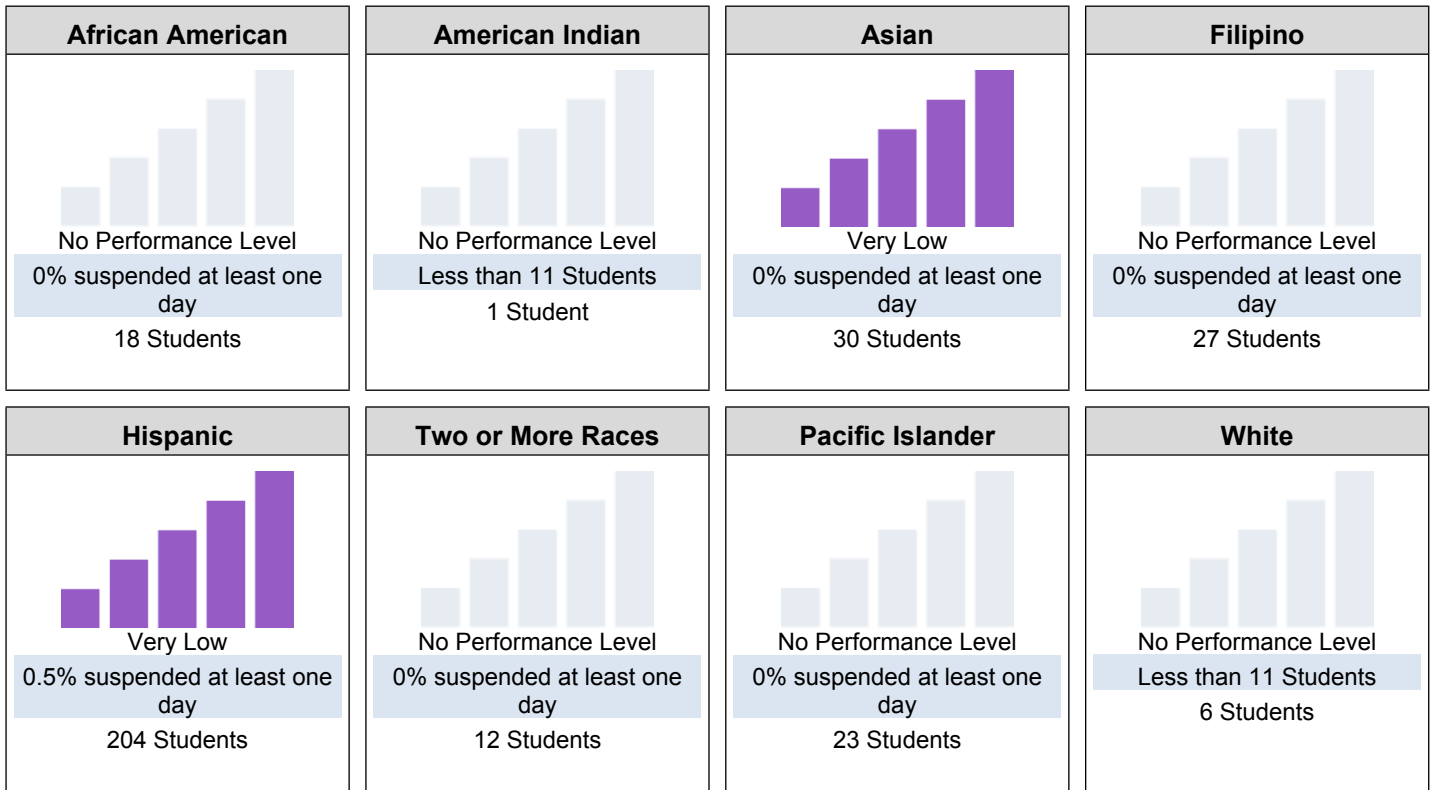 African American
American Indian
Asian
Filipino
No Performance Level
No Performance Level
Very Low
No Performance Level
0% suspended at least one
day
Less than 11 Students
0% suspended at least one
day
0% suspended at least one
day
18 Students
1 Student
30 Students
27 Students
Hispanic
Two or More Races
Pacific Islander
White
Very Low
No Performance Level
No Performance Level
No Performance Level
0.5% suspended at least one
day
0% suspended at least one
day
0% suspended at least one
day
Less than 11 Students
204 Students
12 Students
23 Students
6 Students